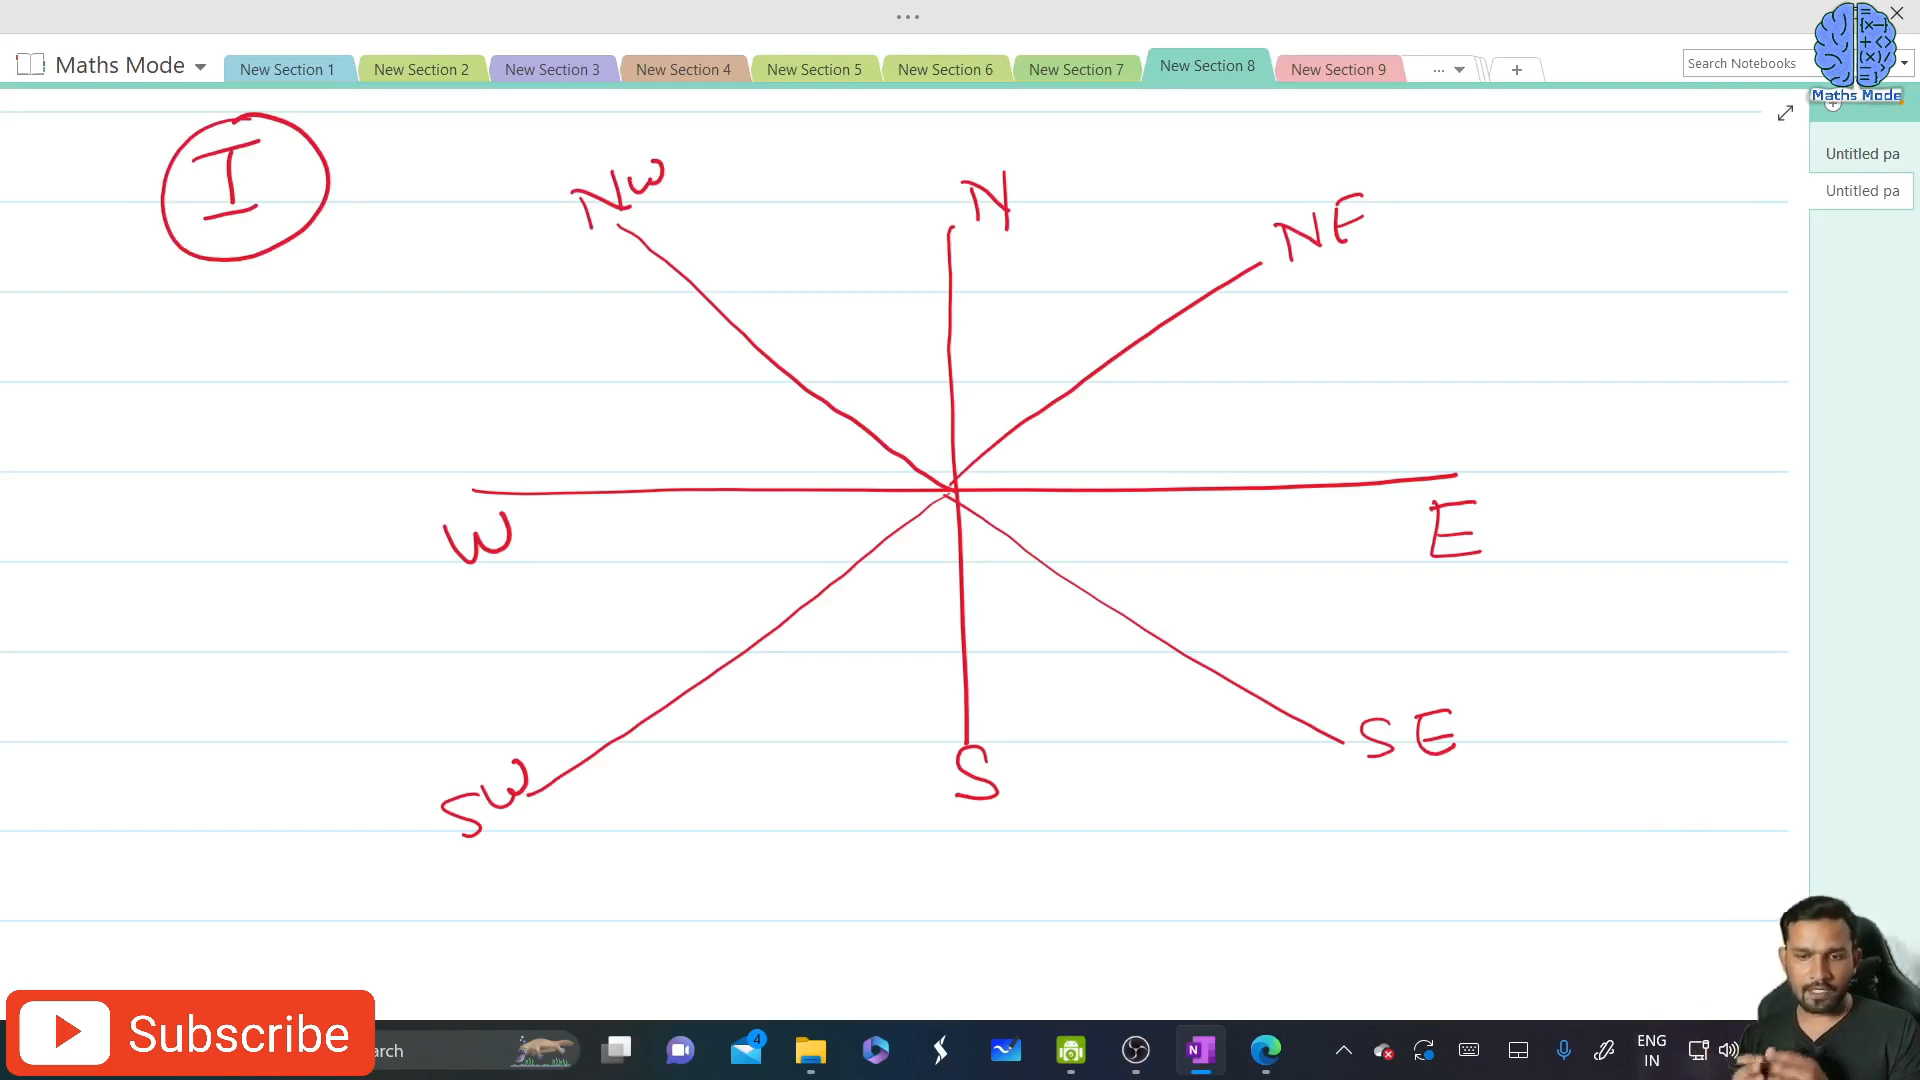 Maths Mode
New Section 1
New Section 2
New Section 3
New Section 4
New Section 5
New Section 6
New Section 7
New Section 8
New Section 9
...
Search Notebooks
Maths Mode
Untitled pa
Untitled pa
I
NW
N
NE
W
E
SW
S
SE
Subscribe
arch
4
ENG
IN